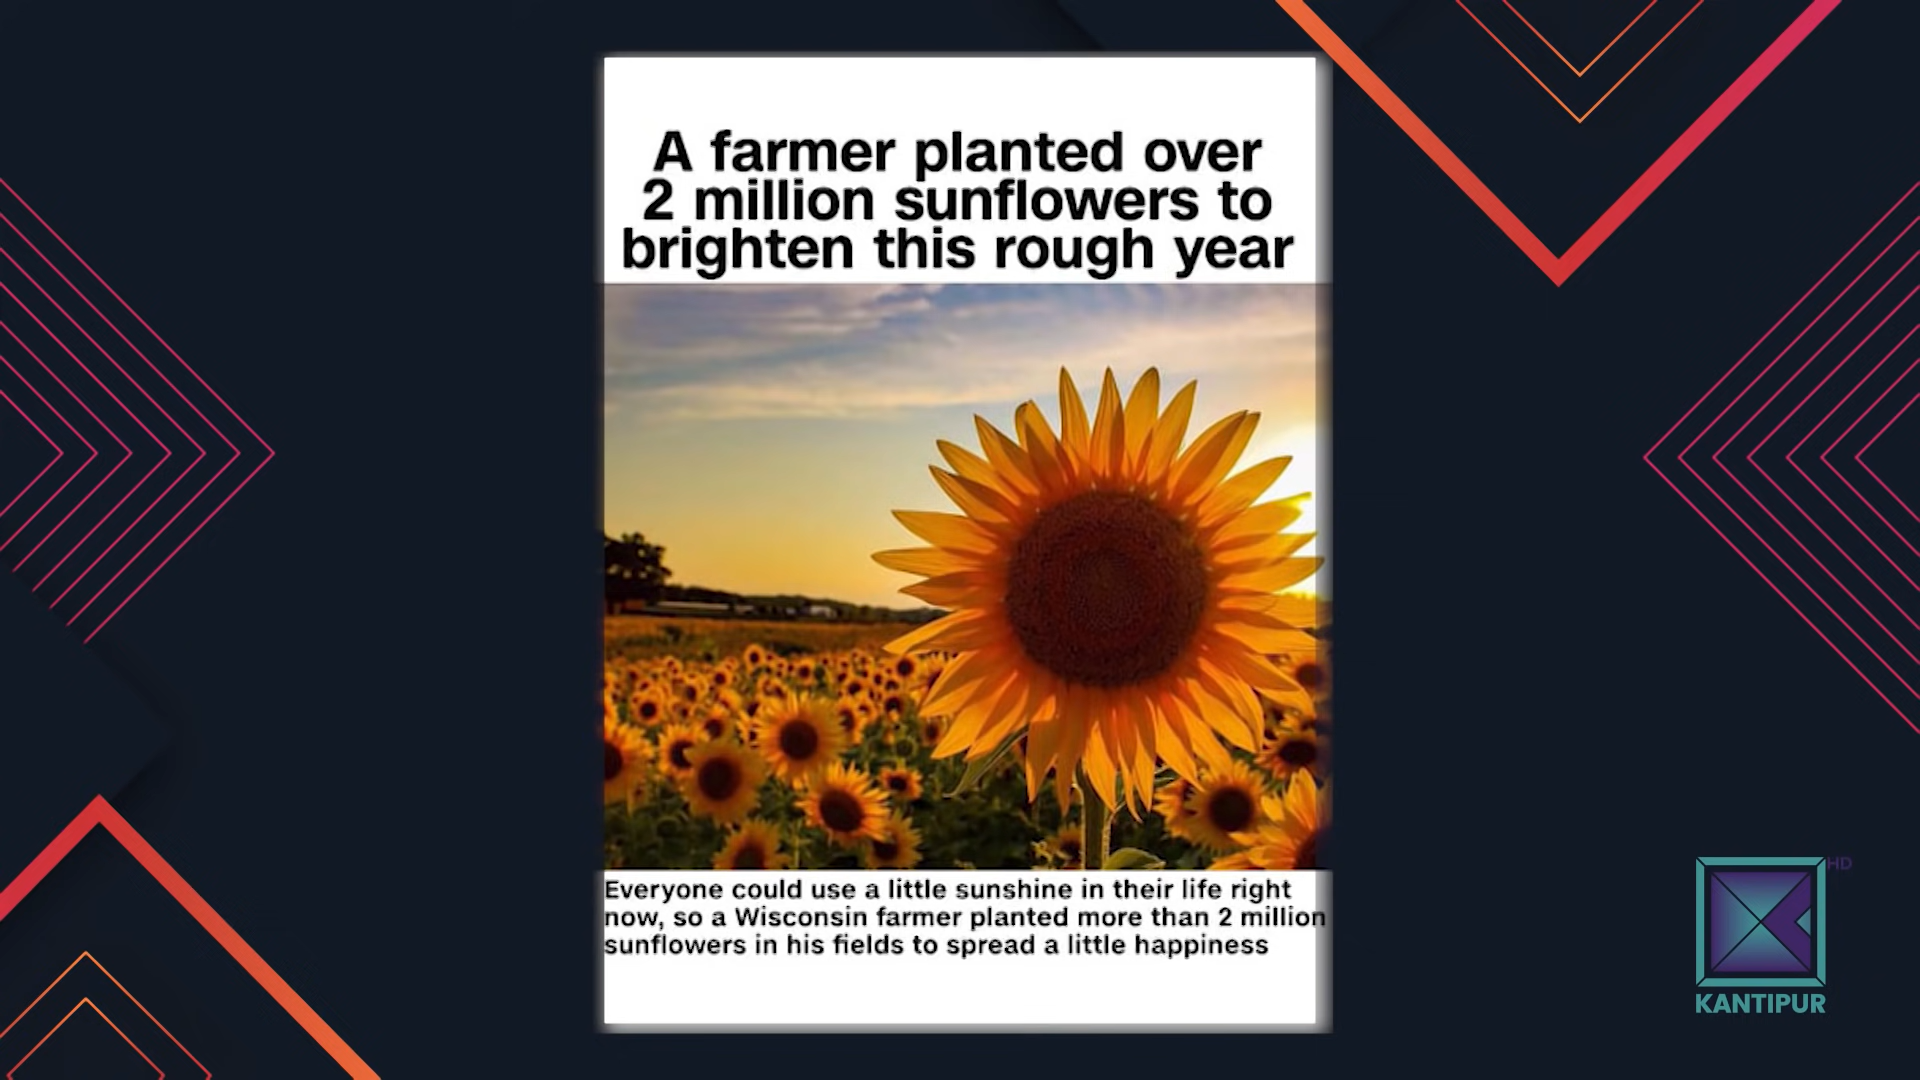 A farmer planted over
2 million sunflowers to
brighten this rough year
Everyone could use a little sunshine in their life right
now, so a Wisconsin farmer planted more than 2 million
sunflowers in his fields to spread a little happiness
HD
KANTIPUR